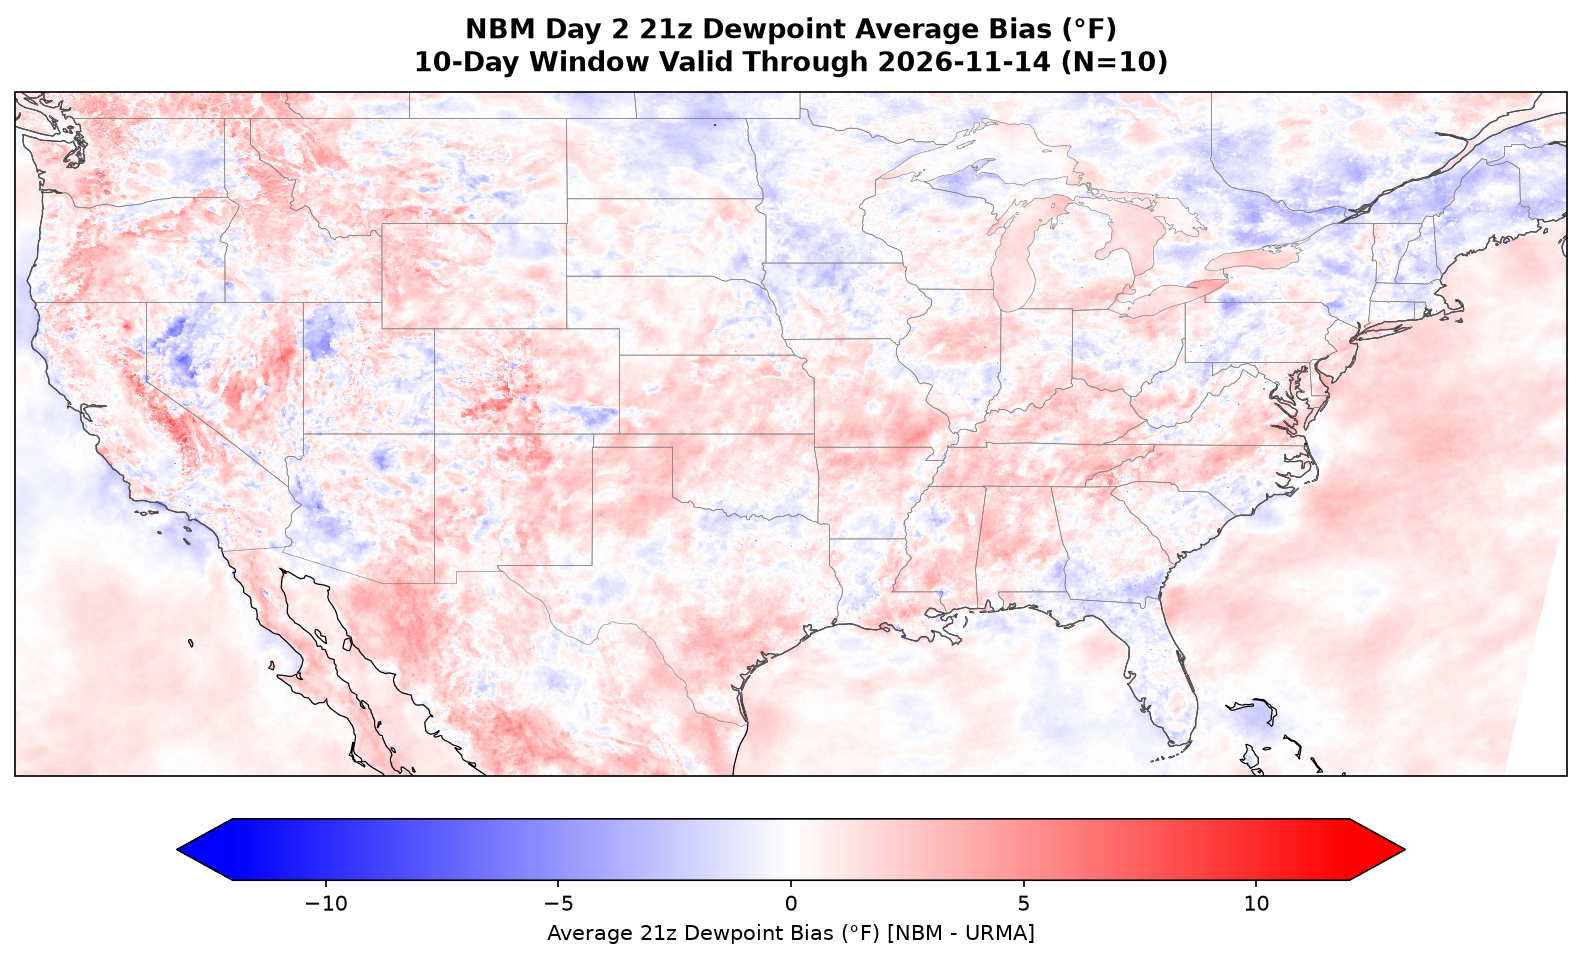 NBM Day 2 21z Dewpoint Average Bias (°F)
10-Day Window Valid Through 2026-11-14 (N=10)
−10 −5 0 5 10
Average 21z Dewpoint Bias (°F) [NBM - URMA]